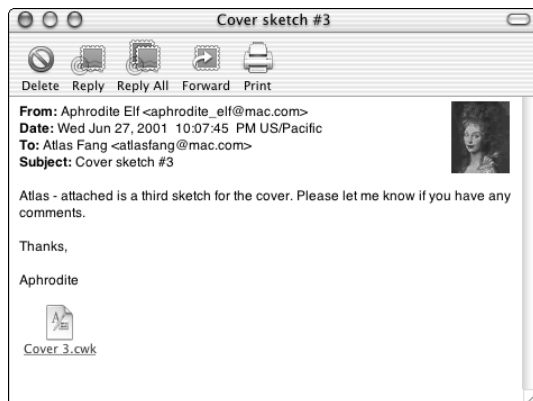 Cover sketch #3
Delete Reply Reply All Forward Print
From: Aphrodite Elf <aphrodite_elf@mac.com>
Date: Wed Jun 27, 2001 10:07:45 PM US/Pacific
To: Atlas Fang <atlasfang@mac.com>
Subject: Cover sketch #3
Atlas - attached is a third sketch for the cover. Please let me know if you have any
comments.
Thanks,
Aphrodite
Cover 3.cwk